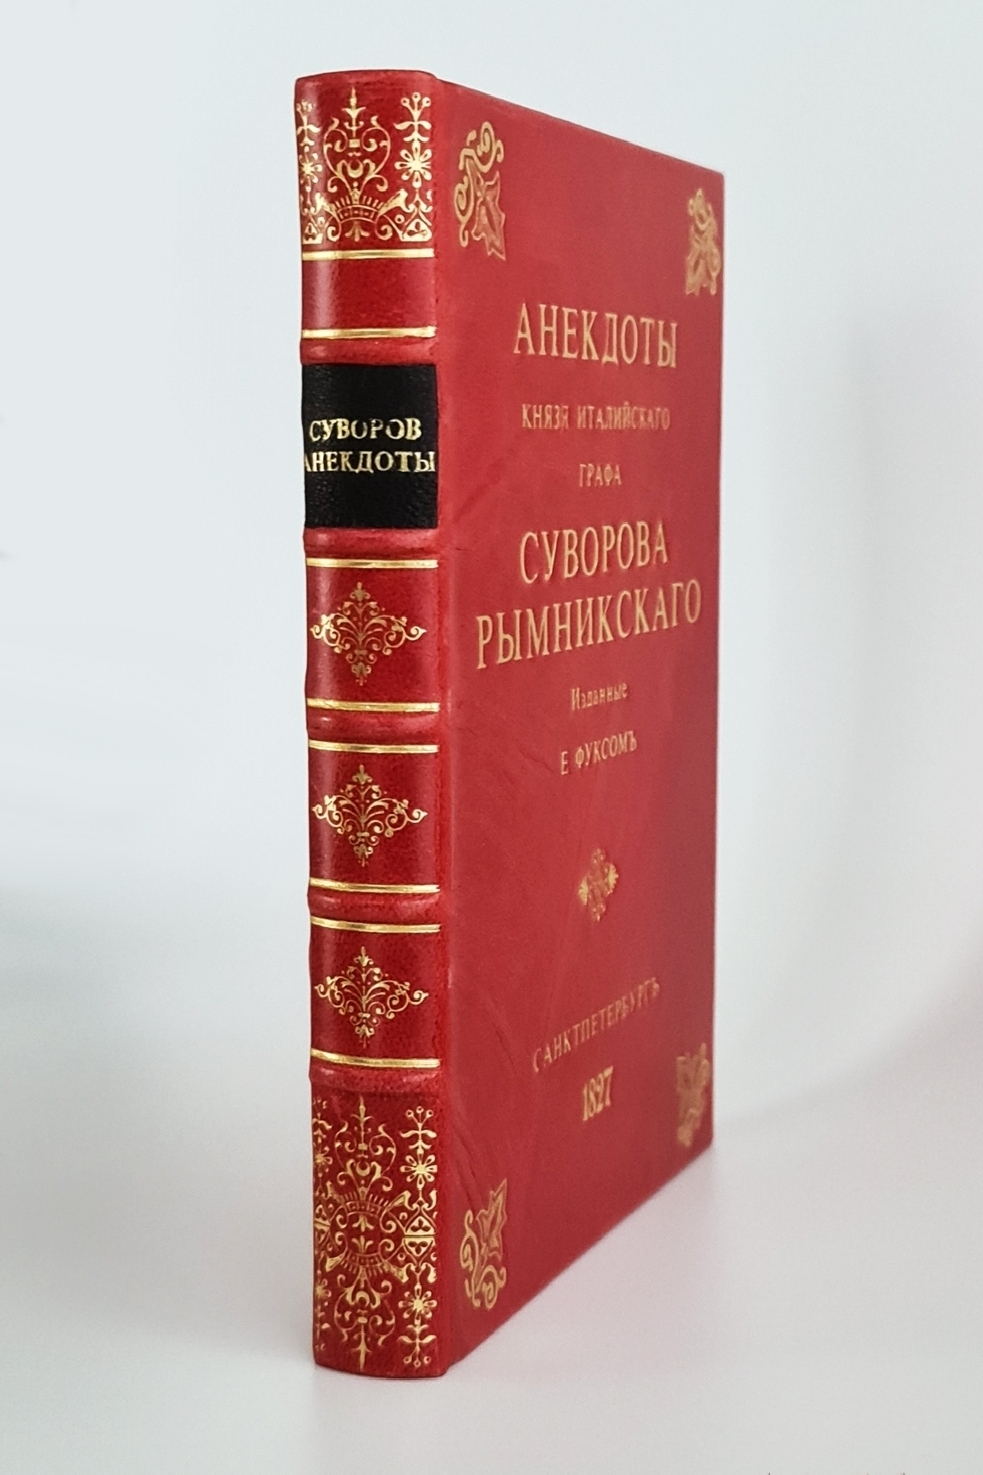 СУВОРОВ
АНЕКДОТЫ
АНЕКДОТЫ
КНЯЗЯ ИТАЛИЙСКАГО
ГРАФА
СУВОРОВА
РЫМНИКСКАГО
Изданные
Е ФУКСОМЪ
САНКТПЕТЕРБУРГЪ
1827